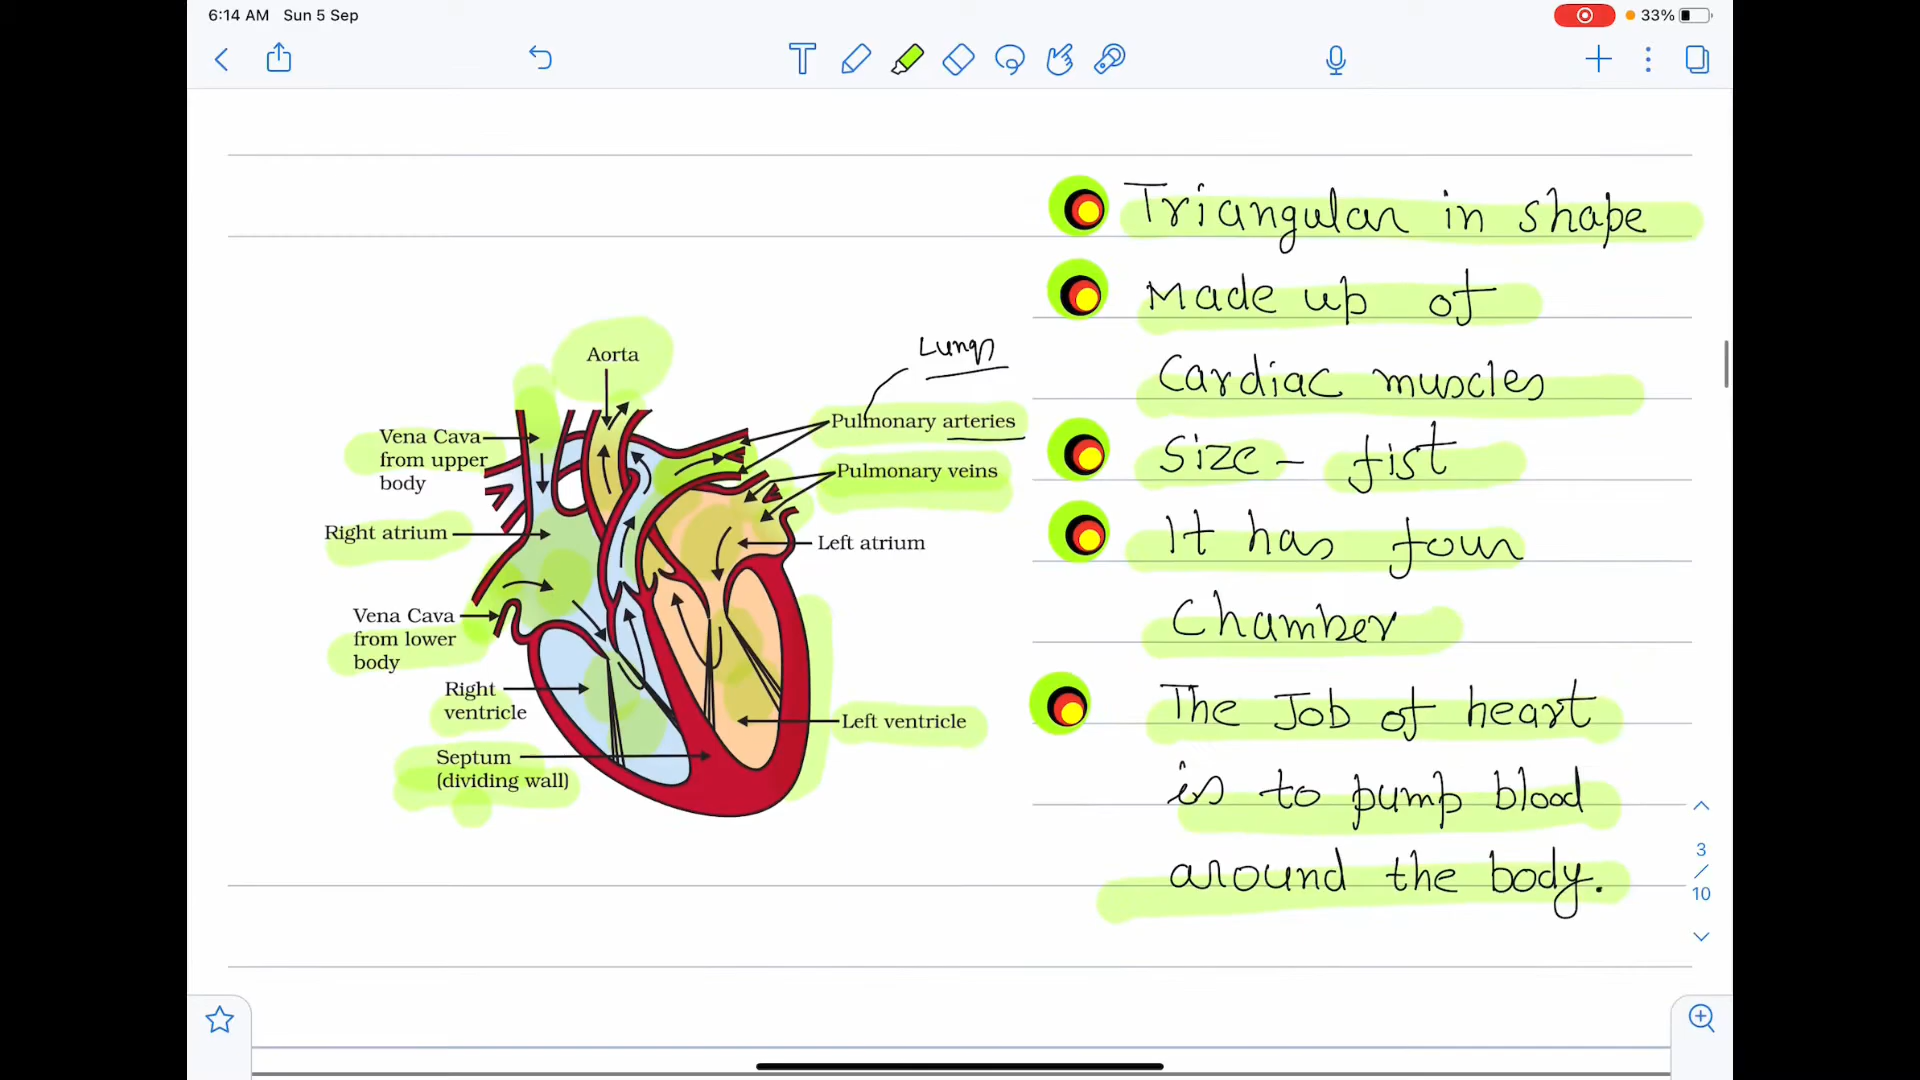 6:14 AM Sun 5 Sep
33%
Triangular in shape
Made up of
Cardiac muscles
Size - fist
It has four
Chamber
The Job of heart
is to pump blood
around the body.
Lungs
Aorta
Pulmonary arteries
Pulmonary veins
Left atrium
Left ventricle
Vena Cava
from upper
body
Right atrium
Vena Cava
from lower
body
Right
ventricle
Septum
(dividing wall)
3
/
10